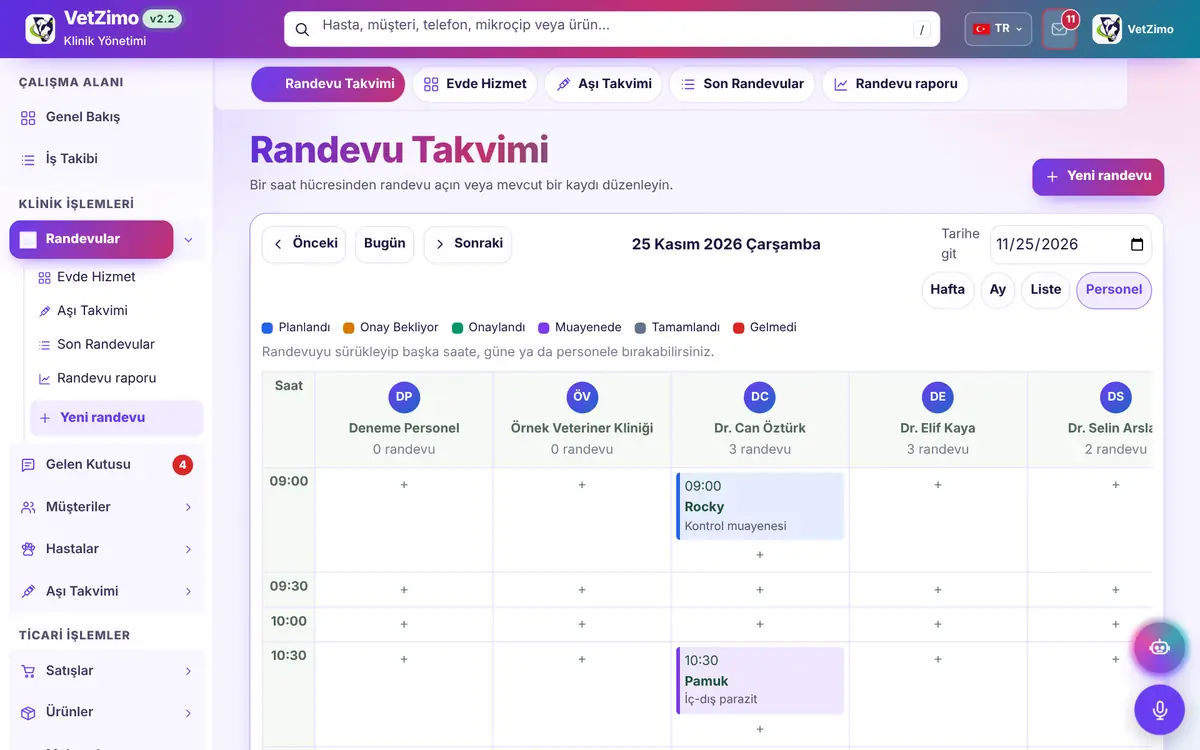 VetZimo v2.2
Klinik Yönetimi
Hasta, müşteri, telefon, mikroçip veya ürün...
/
TR
11
VetZimo
ÇALIŞMA ALANI
Genel Bakış
İş Takibi
KLİNİK İŞLEMLERİ
Randevular
Evde Hizmet
Aşı Takvimi
Son Randevular
Randevu raporu
+ Yeni randevu
Gelen Kutusu 4
Müşteriler
Hastalar
Aşı Takvimi
TİCARİ İŞLEMLER
Satışlar
Ürünler
Randevu Takvimi
Evde Hizmet
Aşı Takvimi
Son Randevular
Randevu raporu
Randevu Takvimi
Bir saat hücresinden randevu açın veya mevcut bir kaydı düzenleyin.
+ Yeni randevu
Önceki
Bugün
Sonraki
25 Kasım 2026 Çarşamba
Tarihe git
11/25/2026
Hafta
Ay
Liste
Personel
Planlandı
Onay Bekliyor
Onaylandı
Muayenede
Tamamlandı
Gelmedi
Randevuyu sürükleyip başka saate, güne ya da personele bırakabilirsiniz.
Saat
DP
Deneme Personel
0 randevu
ÖV
Örnek Veteriner Kliniği
0 randevu
DC
Dr. Can Öztürk
3 randevu
DE
Dr. Elif Kaya
3 randevu
DS
Dr. Selin Arsla
2 randevu
09:00
+
+
09:00
Rocky
Kontrol muayenesi
+
+
+
09:30
+
+
+
+
+
10:00
+
+
+
+
+
10:30
+
+
10:30
Pamuk
İç-dış parazit
+
+
+